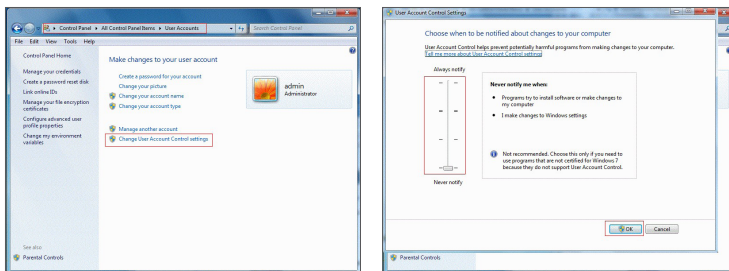 Control Panel ▸ All Control Panel Items ▸ User Accounts
Search Control Panel
File Edit View Tools Help
Control Panel Home
Manage your credentials
Create a password reset disk
Link online IDs
Manage your file encryption
certificates
Configure advanced user
profile properties
Change my environment
variables
Make changes to your user account
Create a password for your account
Change your picture
Change your account name
Change your account type
Manage another account
Change User Account Control settings
admin
Administrator
See also
Parental Controls
User Account Control Settings
Choose when to be notified about changes to your computer
User Account Control helps prevent potentially harmful programs from making changes to your computer.
Tell me more about User Account Control settings
Always notify
Never notify me when:
• Programs try to install software or make changes to
my computer
• I make changes to Windows settings
Not recommended. Choose this only if you need to
use programs that are not certified for Windows 7
because they do not support User Account Control.
Never notify
OK
Cancel
Parental Controls